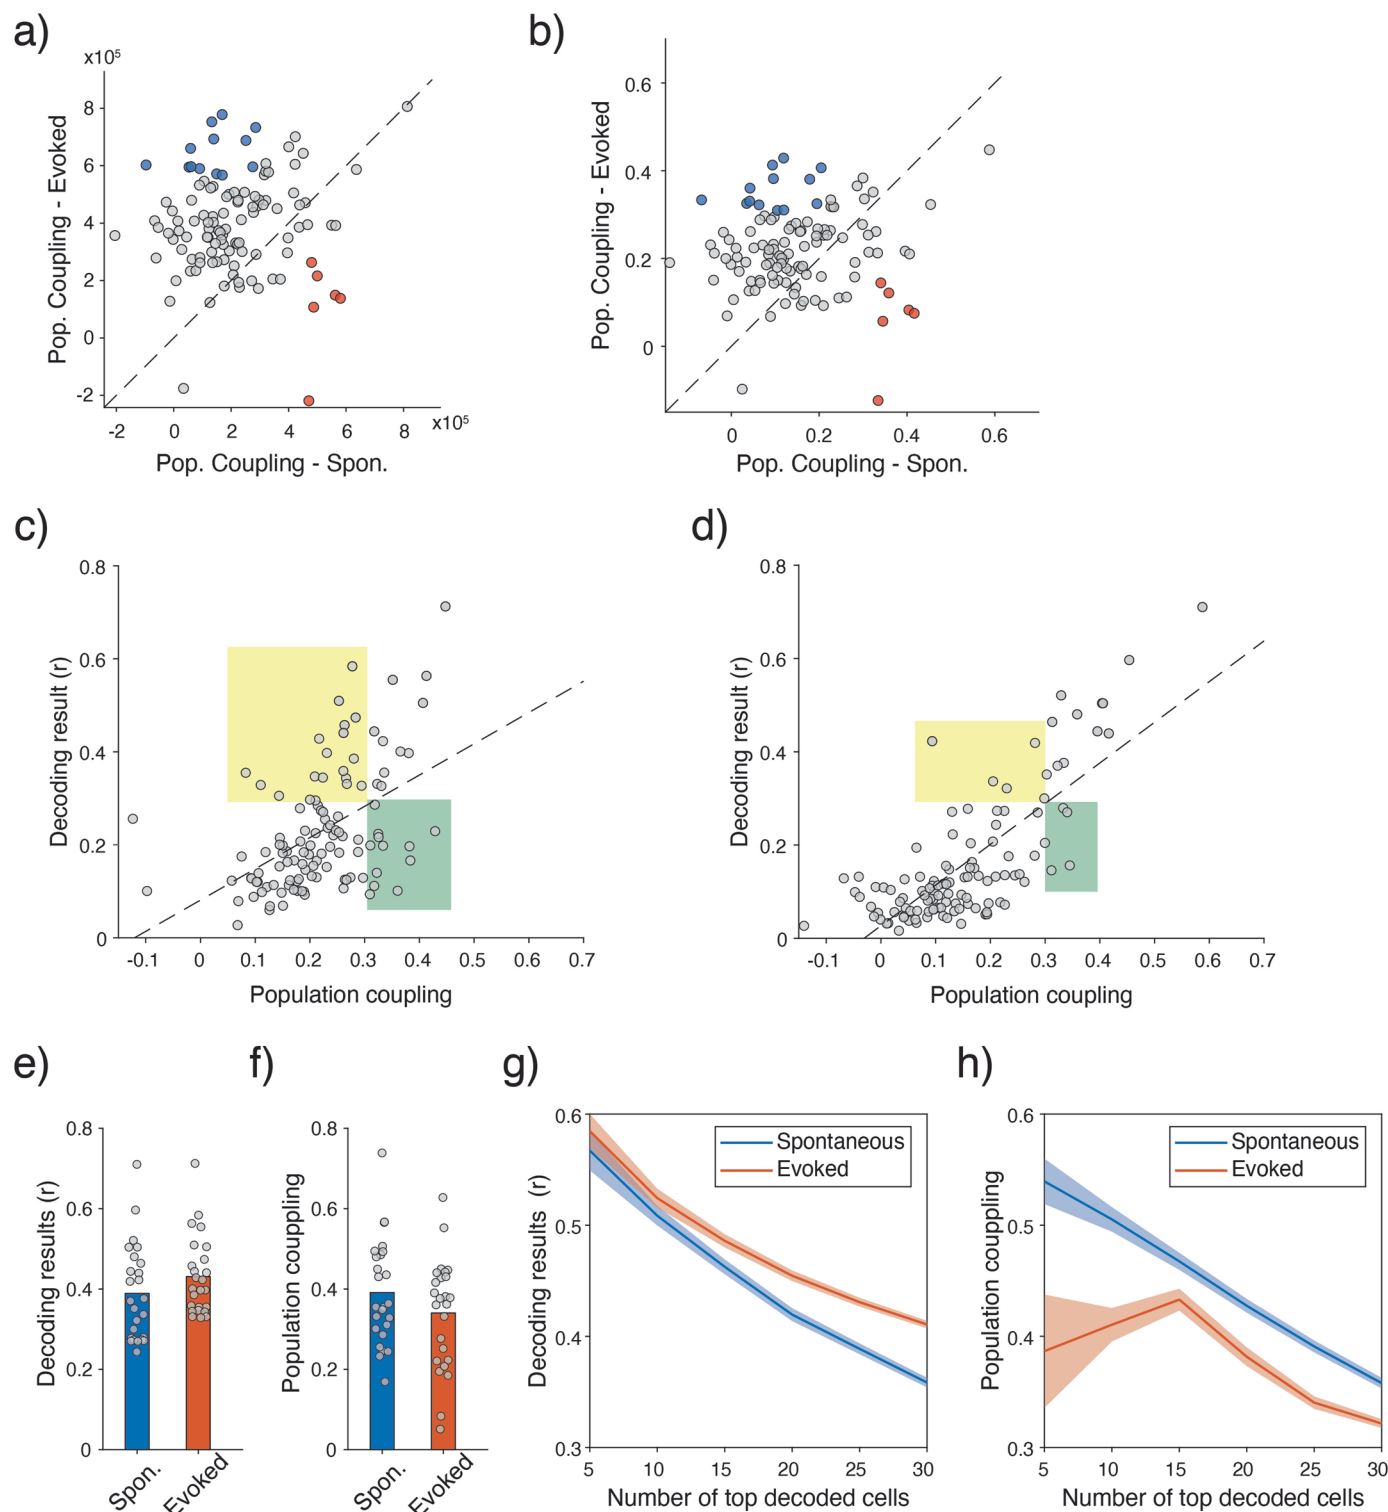 a)
x10⁵
Pop. Coupling - Evoked
8
6
4
2
0
-2
-2 0 2 4 6 8 x10⁵
Pop. Coupling - Spon.
b)
Pop. Coupling - Evoked
0.6
0.4
0.2
0
0 0.2 0.4 0.6
Pop. Coupling - Spon.
c)
Decoding result (r)
0.8
0.6
0.4
0.2
0
-0.1 0 0.1 0.2 0.3 0.4 0.5 0.6 0.7
Population coupling
d)
Decoding result (r)
0.8
0.6
0.4
0.2
0
-0.1 0 0.1 0.2 0.3 0.4 0.5 0.6 0.7
Population coupling
e)
Decoding results (r)
0.8
0.6
0.4
0.2
0
Spon. Evoked
f)
Population couppling
0.8
0.6
0.4
0.2
0
Spon. Evoked
g)
Decoding results (r)
0.6
0.5
0.4
0.3
Spontaneous
Evoked
5 10 15 20 25 30
Number of top decoded cells
h)
Population couppling
0.6
0.5
0.4
0.3
Spontaneous
Evoked
5 10 15 20 25 30
Number of top decoded cells